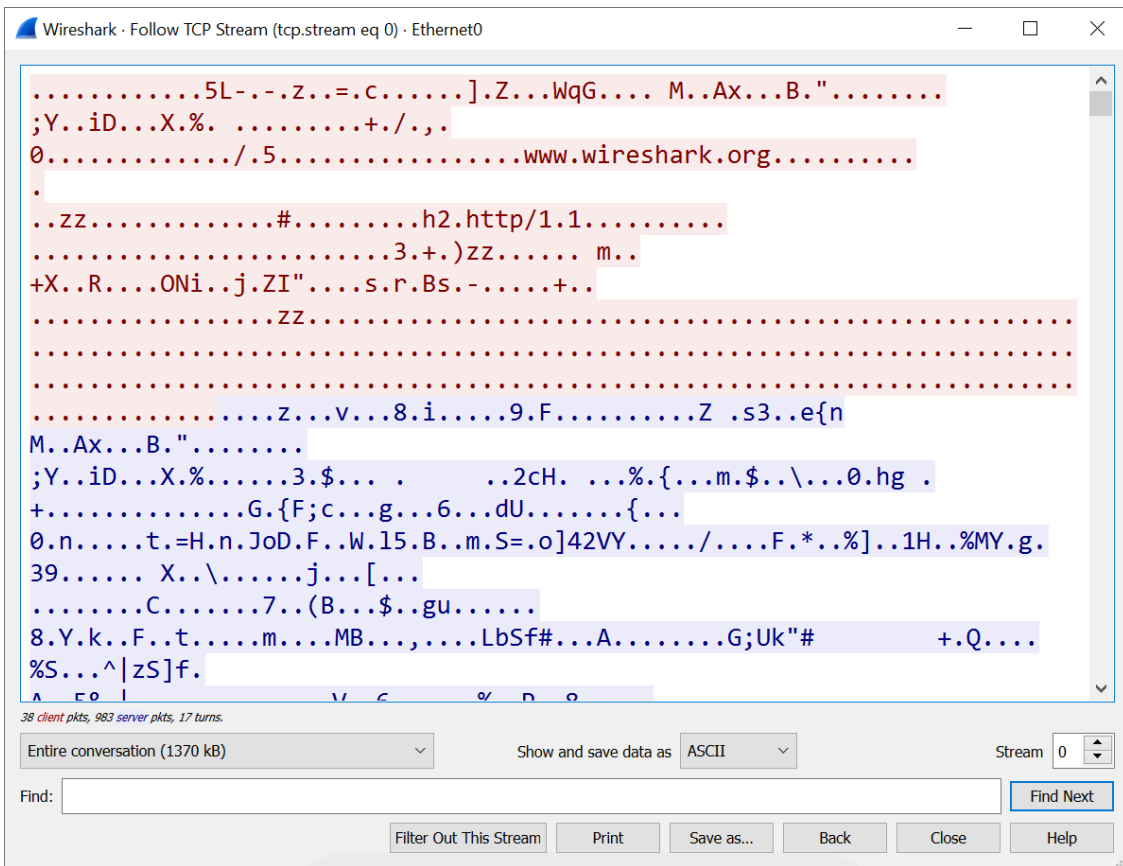 Wireshark · Follow TCP Stream (tcp.stream eq 0) · Ethernet0
............5L-.-.z..=.c......].Z...WqG.... M..Ax...B."........
;Y..iD...X.%. .........+./.,.
0............../.5.................www.wireshark.org..........
.
..zz.............#.........h2.http/1.1..........
.........................3.+.)zz...... m..
+X..R....ONi..j.ZI"....s.r.Bs.-.....+..
.................zz..........................................
..........................................................
..........................................................
.................z...v...8.i.....9.F..........Z .s3..e{n
M..Ax...B."........
;Y..iD...X.%......3.$... . ..2cH. ...%.{...m.$..\...0.hg .
+..............G.{F;c...g...6...dU.......{...
0.n.....t.=H.n.JoD.F..W.l5.B..m.S=.o]42VY...../....F.*..%]..1H..%MY.g.
39...... X..\......j...[...
........C.......7..(B...$..gu......
8.Y.k..F..t.....m....MB...,....LbSf#...A........G;Uk"# +.Q....
%S...^|zS]f.
38 client pkts, 983 server pkts, 17 turns.
Entire conversation (1370 kB) Show and save data as ASCII Stream 0
Find: Find Next
Filter Out This Stream Print Save as... Back Close Help